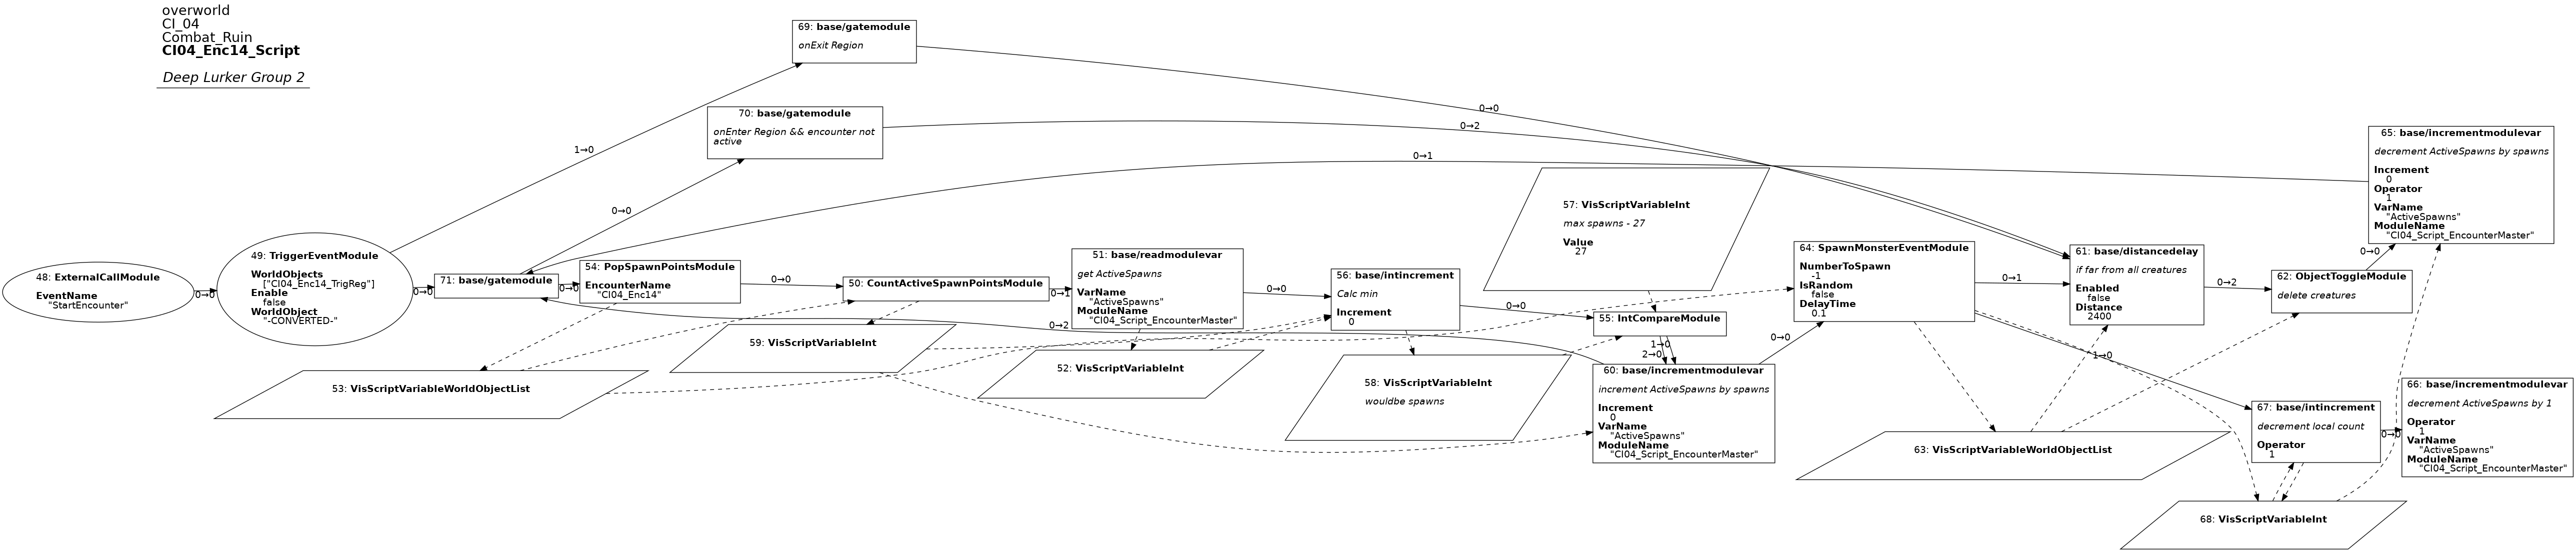 overworld
CI_04
Combat_Ruin
CI04_Enc14_Script
Deep Lurker Group 2
48: ExternalCallModule
EventName
"StartEncounter"
0→0
49: TriggerEventModule
WorldObjects
["CI04_Enc14_TrigReg"]
Enable
false
WorldObject
"-CONVERTED-"
1→0
0→0
69: base/gatemodule
onExit Region
0→0
70: base/gatemodule
onEnter Region && encounter not
active
0→2
71: base/gatemodule
0→0
0→0
54: PopSpawnPointsModule
EncounterName
"CI04_Enc14"
0→0
53: VisScriptVariableWorldObjectList
50: CountActiveSpawnPointsModule
0→1
59: VisScriptVariableInt
51: base/readmodulevar
get ActiveSpawns
VarName
"ActiveSpawns"
ModuleName
"CI04_Script_EncounterMaster"
0→0
0→2
52: VisScriptVariableInt
56: base/intincrement
Calc min
Increment
0
0→0
58: VisScriptVariableInt
wouldbe spawns
0→1
57: VisScriptVariableInt
max spawns - 27
Value
27
55: IntCompareModule
1→0
2→0
60: base/incrementmodulevar
increment ActiveSpawns by spawns
Increment
0
VarName
"ActiveSpawns"
ModuleName
"CI04_Script_EncounterMaster"
0→0
64: SpawnMonsterEventModule
NumberToSpawn
-1
IsRandom
false
DelayTime
0.1
0→1
1→0
63: VisScriptVariableWorldObjectList
61: base/distancedelay
if far from all creatures
Enabled
false
Distance
2400
0→2
62: ObjectToggleModule
delete creatures
0→0
65: base/incrementmodulevar
decrement ActiveSpawns by spawns
Increment
0
Operator
1
VarName
"ActiveSpawns"
ModuleName
"CI04_Script_EncounterMaster"
67: base/intincrement
decrement local count
Operator
1
0→0
66: base/incrementmodulevar
decrement ActiveSpawns by 1
Operator
1
VarName
"ActiveSpawns"
ModuleName
"CI04_Script_EncounterMaster"
68: VisScriptVariableInt